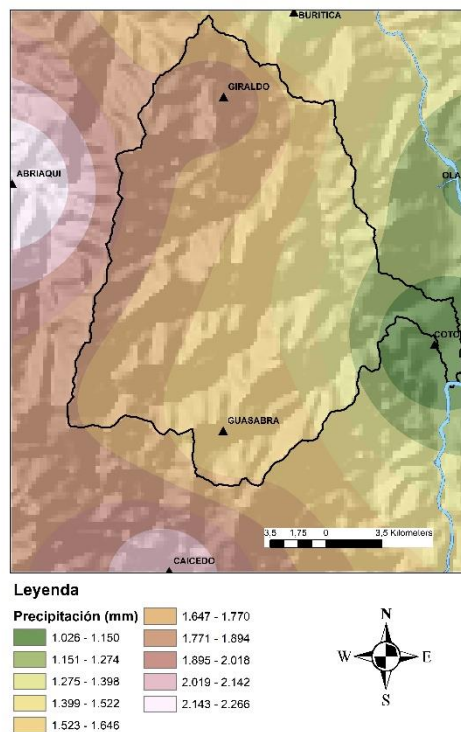 BURITICA
GIRALDO
ABRIAQUI
OLA
COTO
GUASABRA
3,5 1,75 0 3,5 Kilometers
CAICEDO
Leyenda
Precipitación (mm)
1.026 - 1.150
1.151 - 1.274
1.275 - 1.398
1.399 - 1.522
1.523 - 1.646
1.647 - 1.770
1.771 - 1.894
1.895 - 2.018
2.019 - 2.142
2.143 - 2.266
N
W E
S